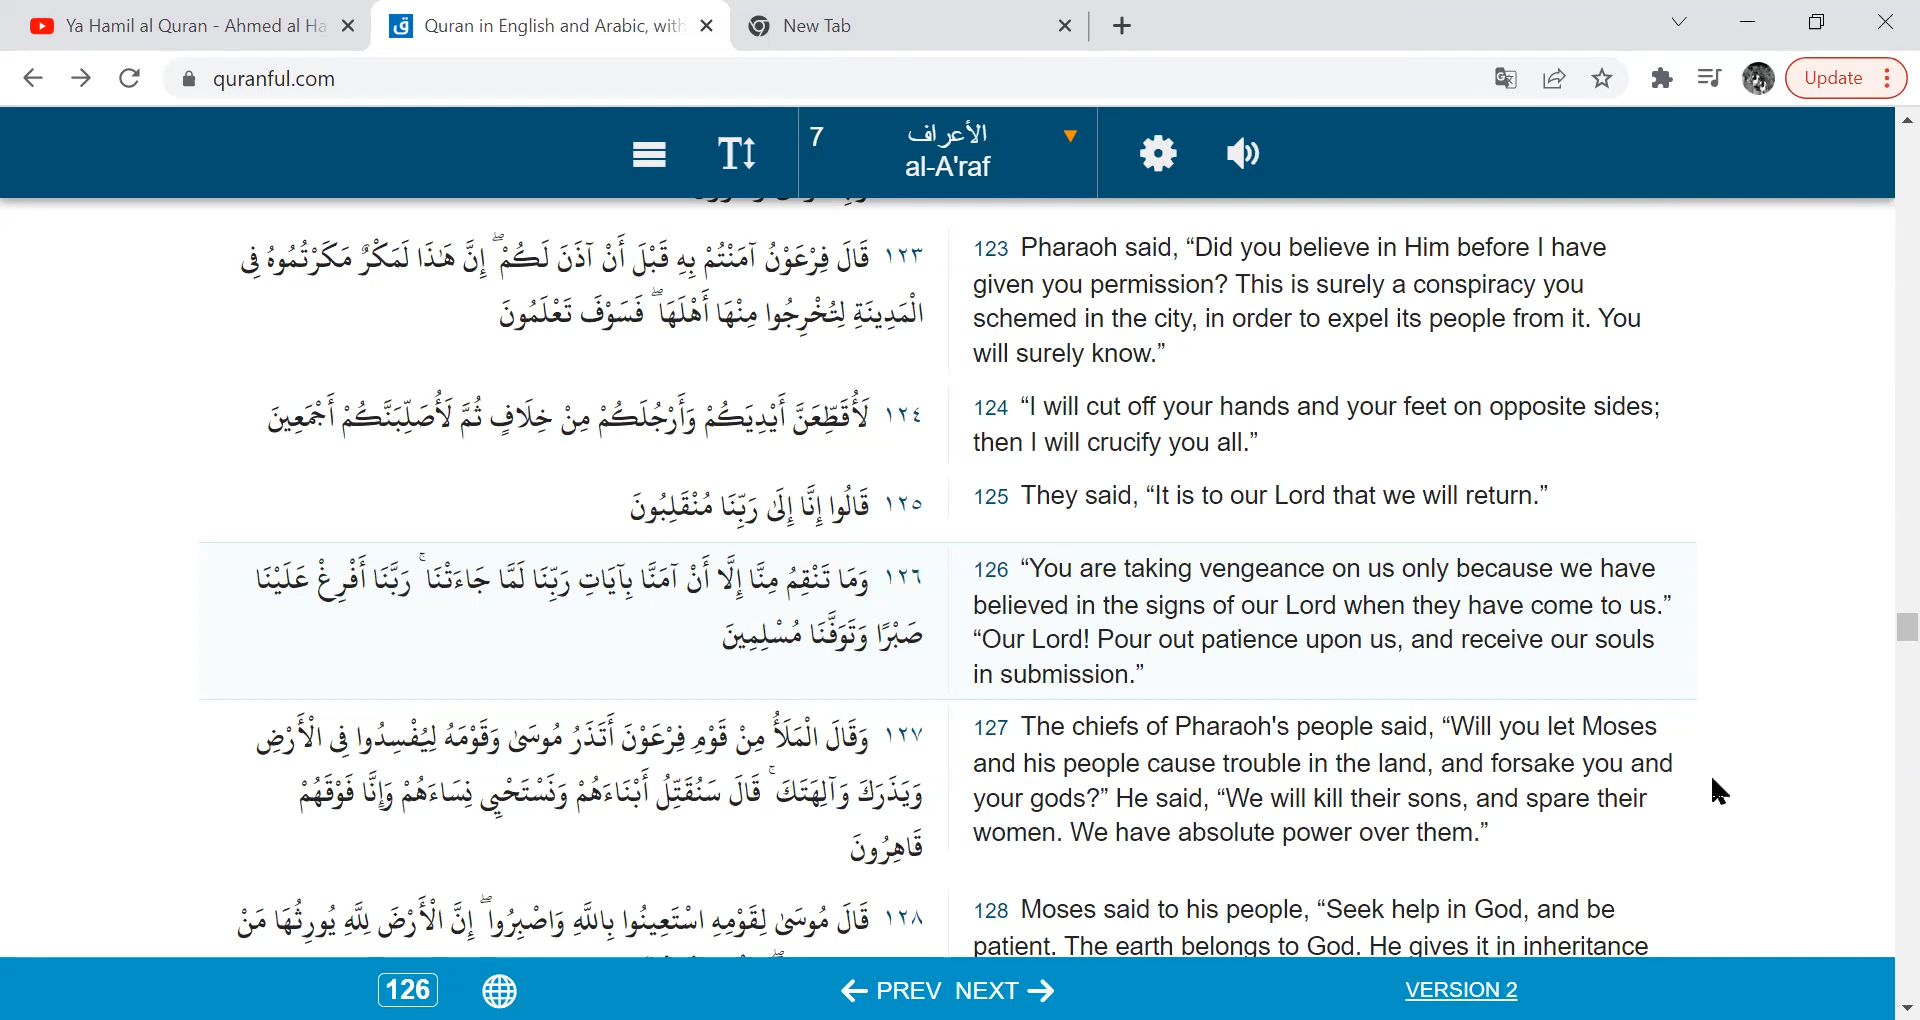 Ya Hamil al Quran - Ahmed al Ha
Quran in English and Arabic, with
New Tab
quranful.com
Update
7
الأعراف
al-A'raf
١٢٣ قَالَ فِرْعَوْنُ آمَنْتُمْ بِهِ قَبْلَ أَنْ آذَنَ لَكُمْ ۖ إِنَّ هَٰذَا لَمَكْرٌ مَكَرْتُمُوهُ فِي
الْمَدِينَةِ لِتُخْرِجُوا مِنْهَا أَهْلَهَا ۖ فَسَوْفَ تَعْلَمُونَ
123 Pharaoh said, “Did you believe in Him before I have
given you permission? This is surely a conspiracy you
schemed in the city, in order to expel its people from it. You
will surely know.”
١٢٤ لَأُقَطِّعَنَّ أَيْدِيَكُمْ وَأَرْجُلَكُمْ مِنْ خِلَافٍ ثُمَّ لَأُصَلِّبَنَّكُمْ أَجْمَعِينَ
124 “I will cut off your hands and your feet on opposite sides;
then I will crucify you all.”
١٢٥ قَالُوا إِنَّا إِلَىٰ رَبِّنَا مُنْقَلِبُونَ
125 They said, “It is to our Lord that we will return.”
١٢٦ وَمَا تَنْقِمُ مِنَّا إِلَّا أَنْ آمَنَّا بِآيَاتِ رَبِّنَا لَمَّا جَاءَتْنَا ۚ رَبَّنَا أَفْرِغْ عَلَيْنَا
صَبْرًا وَتَوَفَّنَا مُسْلِمِينَ
126 “You are taking vengeance on us only because we have
believed in the signs of our Lord when they have come to us.”
“Our Lord! Pour out patience upon us, and receive our souls
in submission.”
١٢٧ وَقَالَ الْمَلَأُ مِنْ قَوْمِ فِرْعَوْنَ أَتَذَرُ مُوسَىٰ وَقَوْمَهُ لِيُفْسِدُوا فِي الْأَرْضِ
وَيَذَرَكَ وَآلِهَتَكَ ۚ قَالَ سَنُقَتِّلُ أَبْنَاءَهُمْ وَنَسْتَحْيِي نِسَاءَهُمْ وَإِنَّا فَوْقَهُمْ
قَاهِرُونَ
127 The chiefs of Pharaoh's people said, “Will you let Moses
and his people cause trouble in the land, and forsake you and
your gods?” He said, “We will kill their sons, and spare their
women. We have absolute power over them.”
١٢٨ قَالَ مُوسَىٰ لِقَوْمِهِ اسْتَعِينُوا بِاللَّهِ وَاصْبِرُوا ۖ إِنَّ الْأَرْضَ لِلَّهِ يُورِثُهَا مَنْ
128 Moses said to his people, “Seek help in God, and be
patient. The earth belongs to God. He gives it in inheritance
126
PREV NEXT
VERSION 2